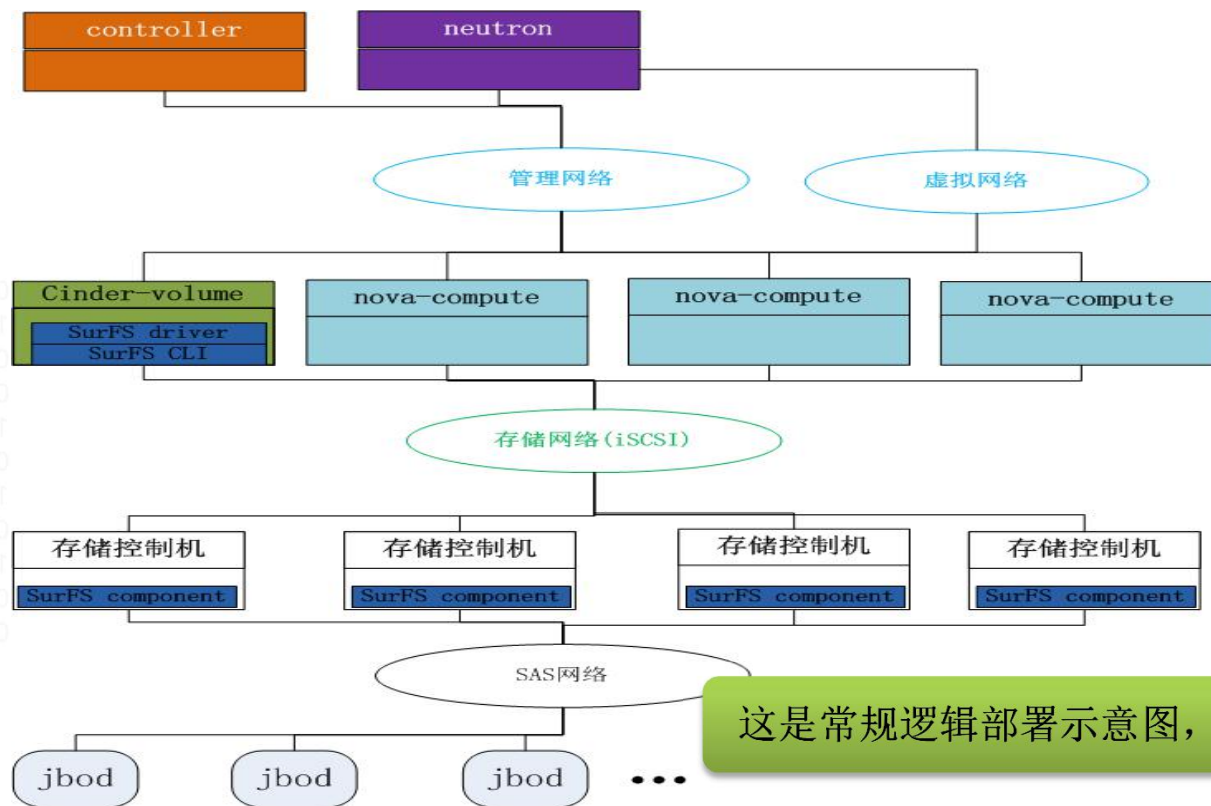 controller
neutron
管理网络
虚拟网络
Cinder-volume
SurFS driver
SurFS CLI
nova-compute
nova-compute
nova-compute
存储网络(iSCSI)
存储控制机
SurFS component
存储控制机
SurFS component
存储控制机
SurFS component
存储控制机
SurFS component
SAS网络
这是常规逻辑部署示意图，
jbod
jbod
jbod
•••